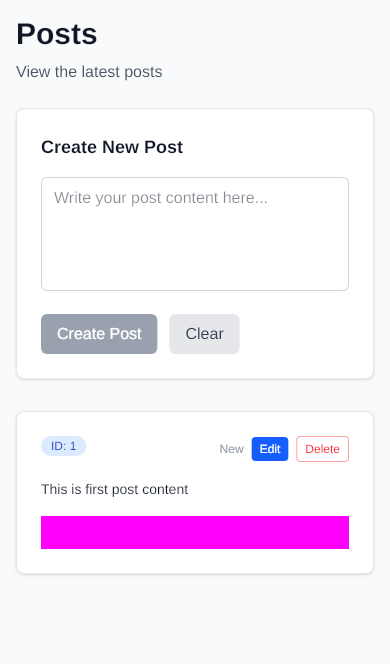 Posts
View the latest posts
Create New Post
Write your post content here...
Create Post Clear
ID: 1 New Edit Delete
This is first post content